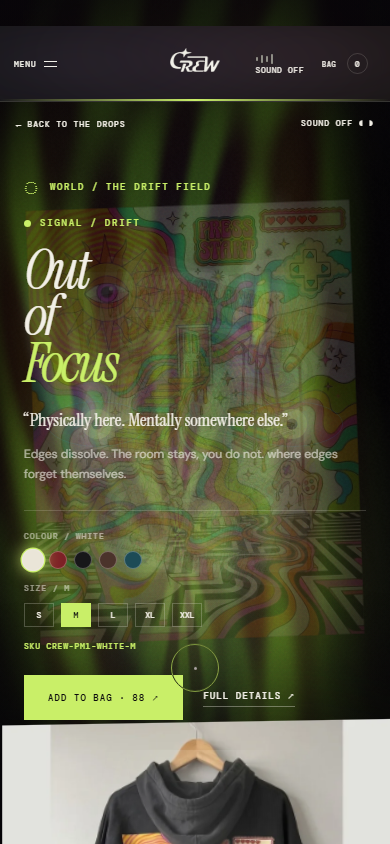 MENU
CREW
SOUND OFF
BAG
0
← BACK TO THE DROPS
SOUND OFF
WORLD / THE DRIFT FIELD
SIGNAL / DRIFT
Out
of
Focus
“Physically here. Mentally somewhere else.”
Edges dissolve. The room stays, you do not. where edges
forget themselves.
COLOUR / WHITE
SIZE / M
S
M
L
XL
XXL
SKU CREW-PM1-WHITE-M
ADD TO BAG · 88 ↗
FULL DETAILS ↗